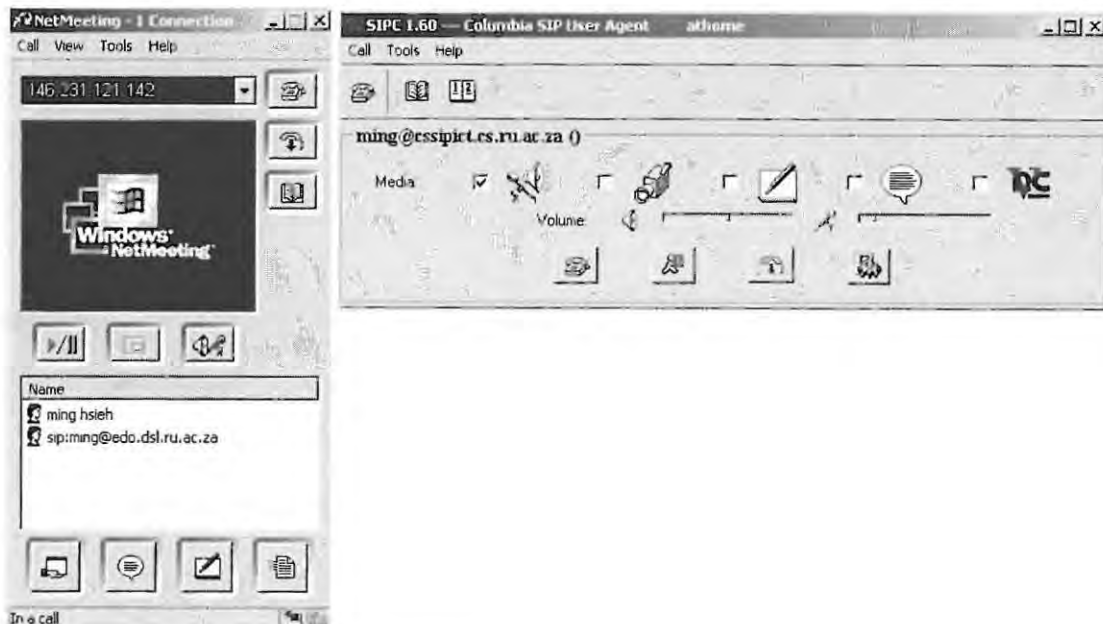 NetMeeting - 1 Connection
Call View Tools Help
146.231.121.142
Windows
NetMeeting
Name
ming hsieh
sip:ming@edo.dsl.ru.ac.za
In a call
SIPC 1.60 — Columbia SIP User Agent athome
Call Tools Help
ming@cssipict.cs.ru.ac.za ()
Media:
Volume: